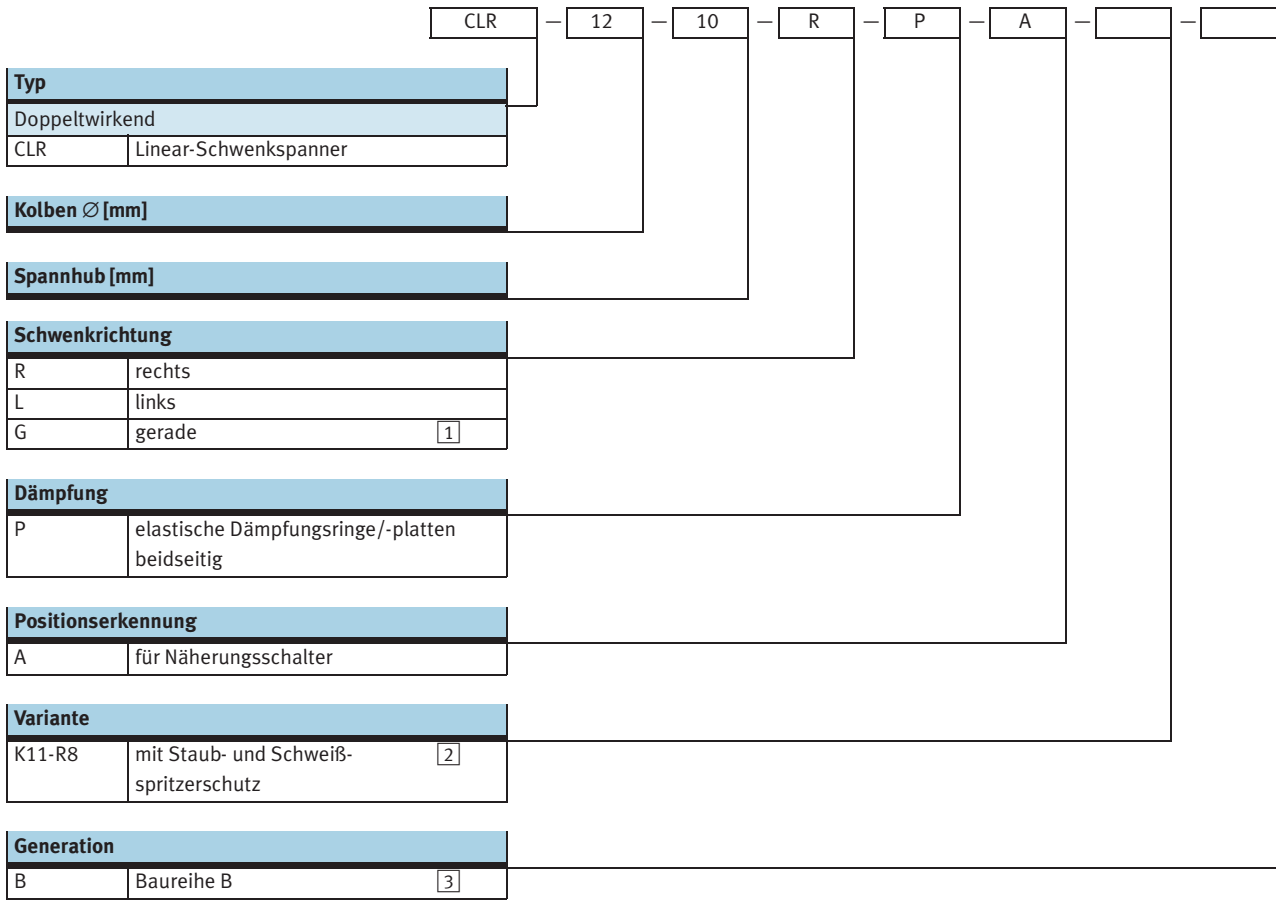 CLR — 12 — 10 — R — P — A — —
Typ
Doppeltwirkend
CLR Linear-Schwenkspanner
Kolben ∅ [mm]
Spannhub [mm]
Schwenkrichtung
R rechts
L links
G gerade 1
Dämpfung
P elastische Dämpfungsringe/-platten
beidseitig
Positionserkennung
A für Näherungsschalter
Variante
K11-R8 mit Staub- und Schweiß- 2
spritzerschutz
Generation
B Baureihe B 3